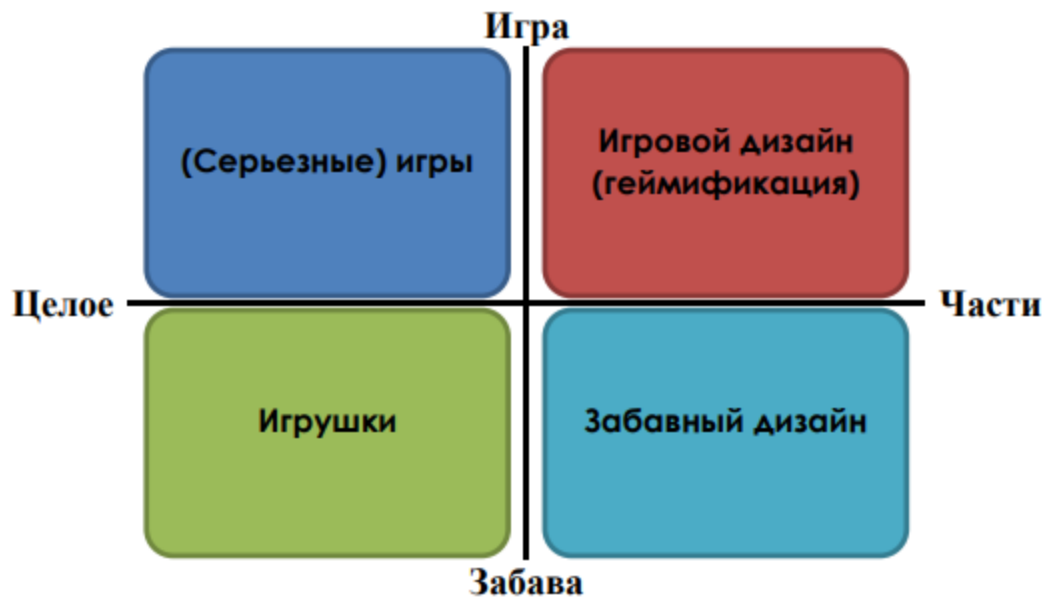 Игра
(Серьезные) игры
Игровой дизайн
(геймификация)
Целое
Части
Игрушки
Забавный дизайн
Забава